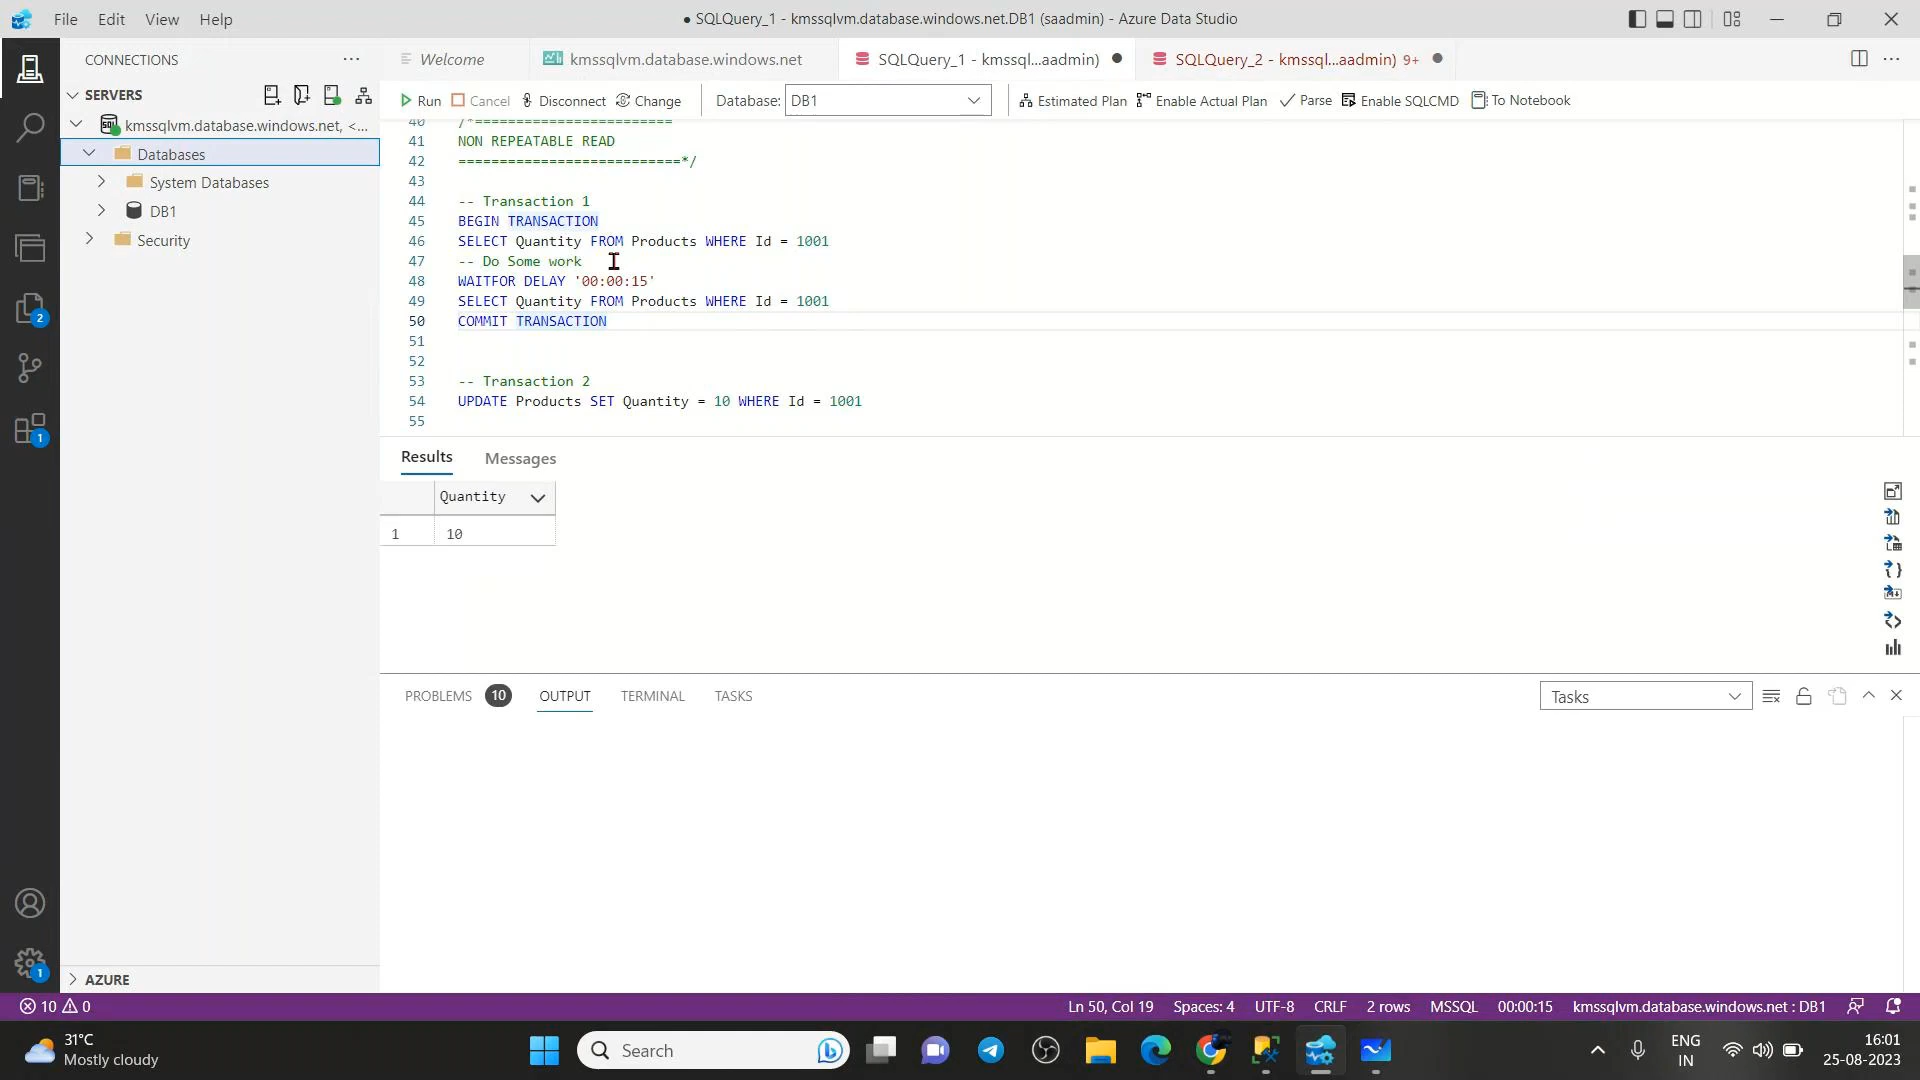 File Edit View Help
● SQLQuery_1 - kmssqlvm.database.windows.net.DB1 (saadmin) - Azure Data Studio
CONNECTIONS
Welcome
kmssqlvm.database.windows.net
SQLQuery_1 - kmssql...aadmin)
SQLQuery_2 - kmssql...aadmin) 9+
SERVERS
Run Cancel Disconnect Change Database: DB1 Estimated Plan Enable Actual Plan Parse Enable SQLCMD To Notebook
kmssqlvm.database.windows.net, <...
Databases
System Databases
DB1
Security
40 /*========================
41 NON REPEATABLE READ
42 ===========================*/
43
44 -- Transaction 1
45 BEGIN TRANSACTION
46 SELECT Quantity FROM Products WHERE Id = 1001
47 -- Do Some work
48 WAITFOR DELAY '00:00:15'
49 SELECT Quantity FROM Products WHERE Id = 1001
50 COMMIT TRANSACTION
51
52
53 -- Transaction 2
54 UPDATE Products SET Quantity = 10 WHERE Id = 1001
55
2
1
Results Messages
Quantity
1 10
PROBLEMS 10 OUTPUT TERMINAL TASKS
Tasks
1
AZURE
10 0
Ln 50, Col 19 Spaces: 4 UTF-8 CRLF 2 rows MSSQL 00:00:15 kmssqlvm.database.windows.net : DB1
31°C
Mostly cloudy
Search
ENG
IN
16:01
25-08-2023